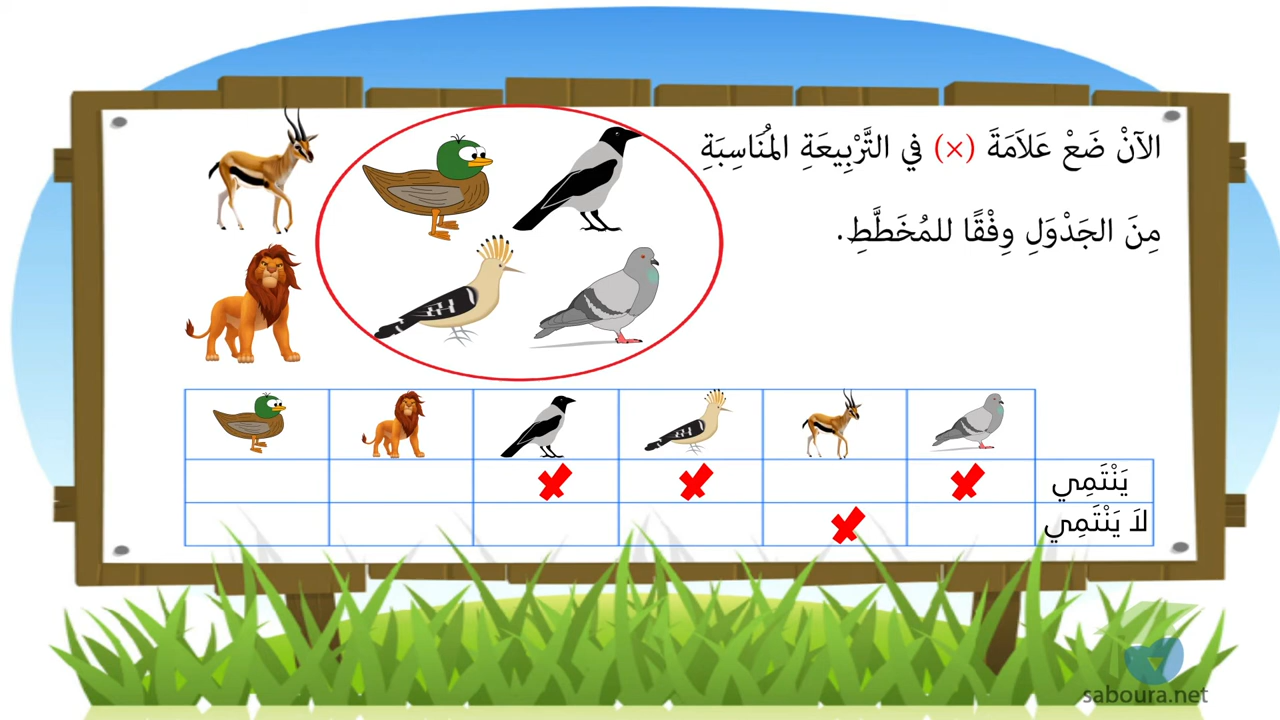 الآنْ ضَعْ عَلاَمَةَ (×) في التَّرْبِيعَةِ المُنَاسِبَةِ
مِنَ الجَدْوَلِ وِفْقًا للمُخَطَّطِ.
يَنْتَمِي
لاَ يَنْتَمِي
saboura.net